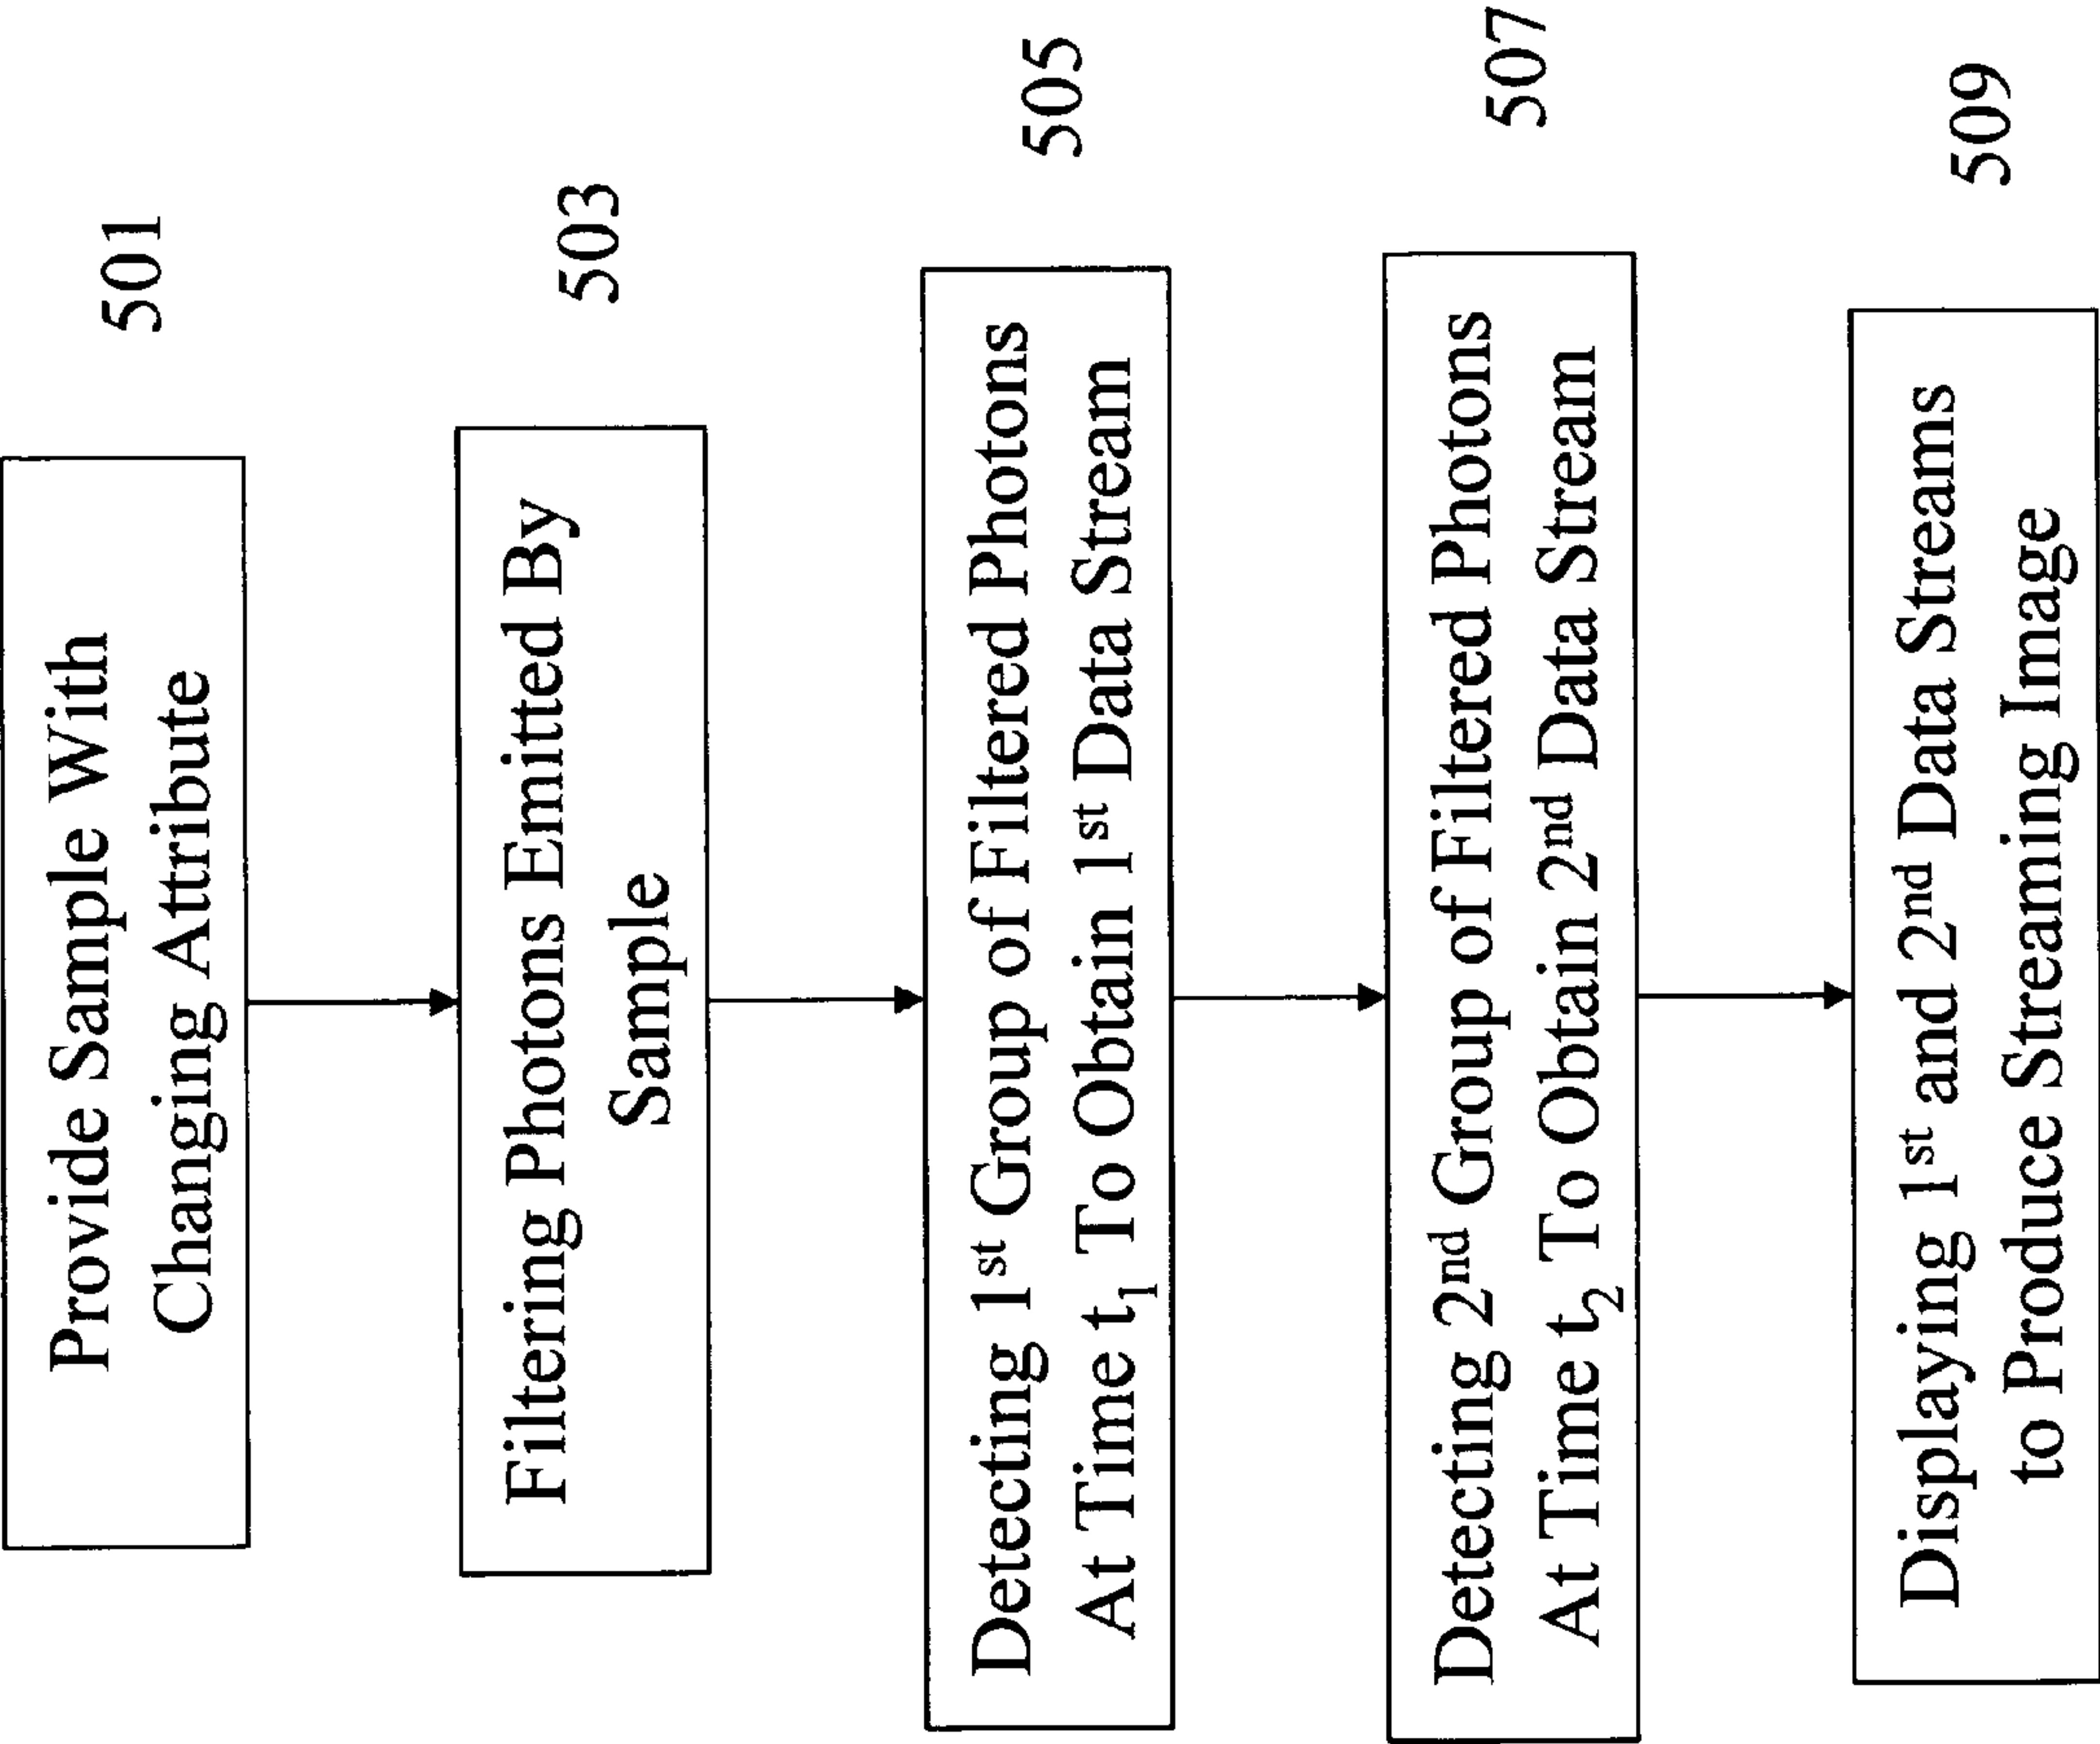 Provide Sample With
Changing Attribute
501
Filtering Photons Emitted By
Sample
503
Detecting 1st Group of Filtered Photons
At Time t1 To Obtain 1st Data Stream
505
Detecting 2nd Group of Filtered Photons
At Time t2 To Obtain 2nd Data Stream
507
Displaying 1st and 2nd Data Streams
to Produce Streaming Image
509